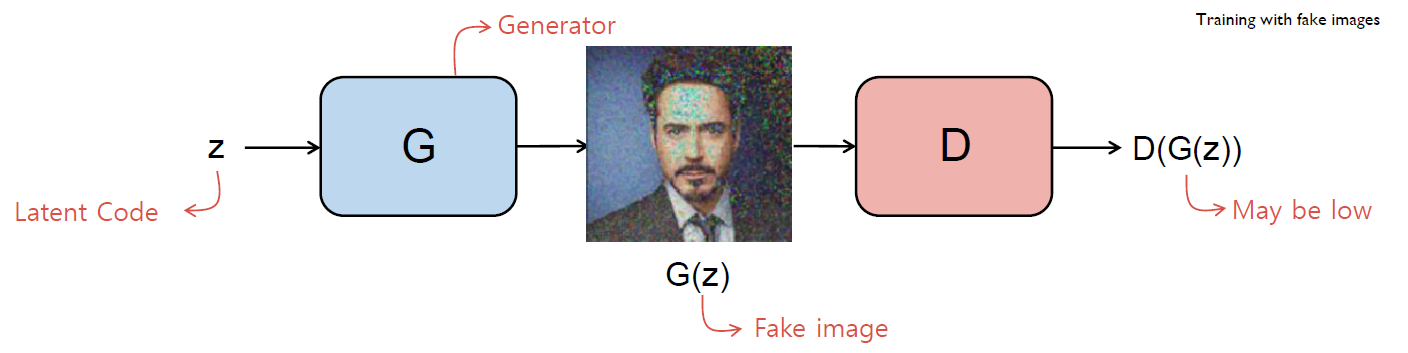 Training with fake images
Generator
z
G
D
D(G(z))
Latent Code
May be low
G(z)
Fake image